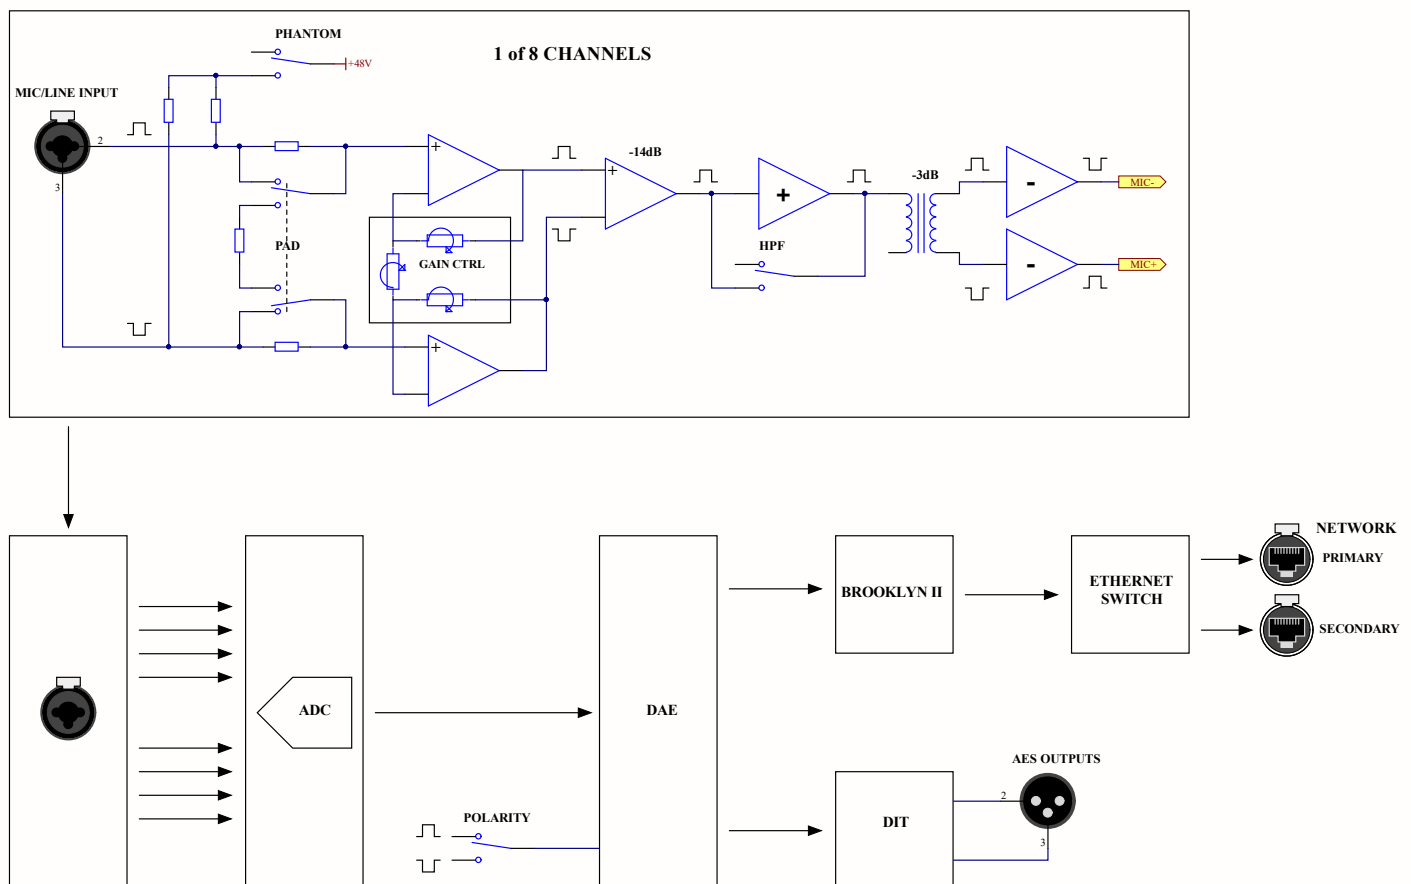 PHANTOM
1 of 8 CHANNELS
+48V
MIC/LINE INPUT
2
3
+
-14dB
+
+
-3dB
-
MIC-
PAD
GAIN CTRL
HPF
-
MIC+
+
NETWORK
PRIMARY
BROOKLYN II
ETHERNET
SWITCH
SECONDARY
ADC
DAE
AES OUTPUTS
2
POLARITY
DIT
3